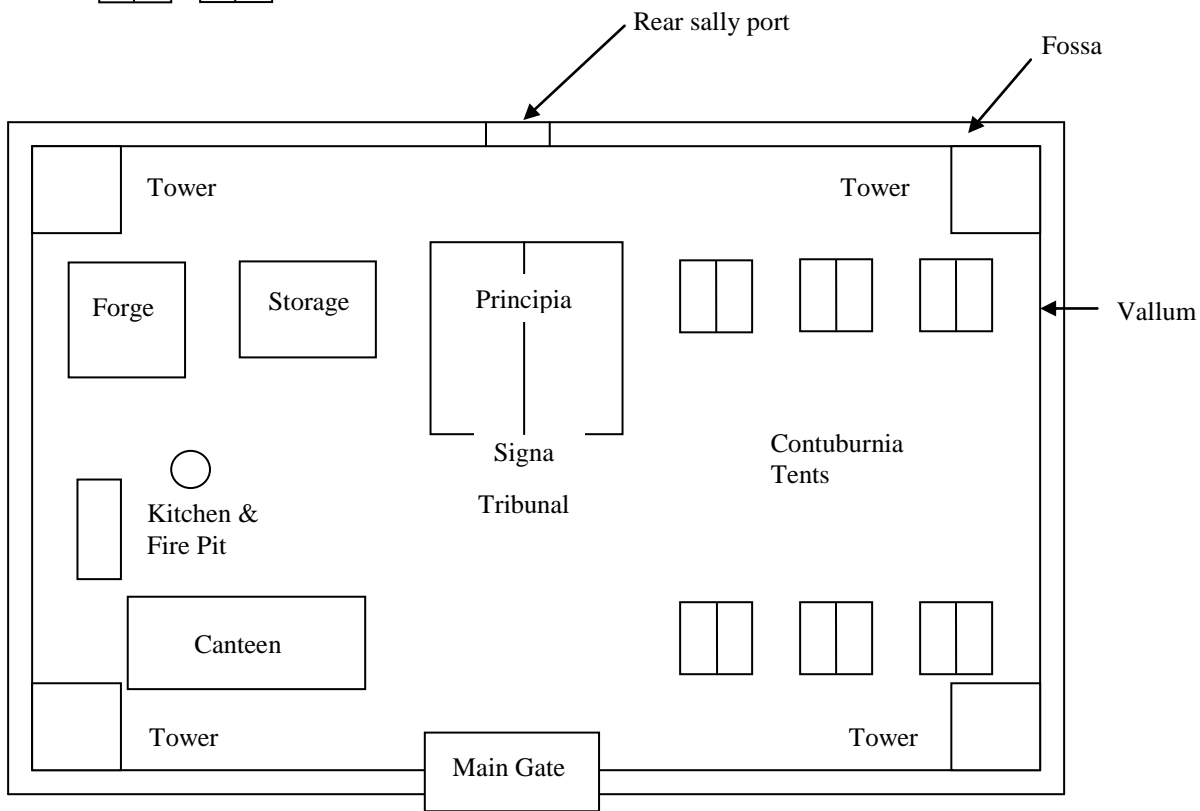 Rear sally port
Fossa
Tower
Tower
Forge
Storage
Principia
Vallum
Signa
Contuburnia
Tents
Tribunal
Kitchen &
Fire Pit
Canteen
Tower
Tower
Main Gate